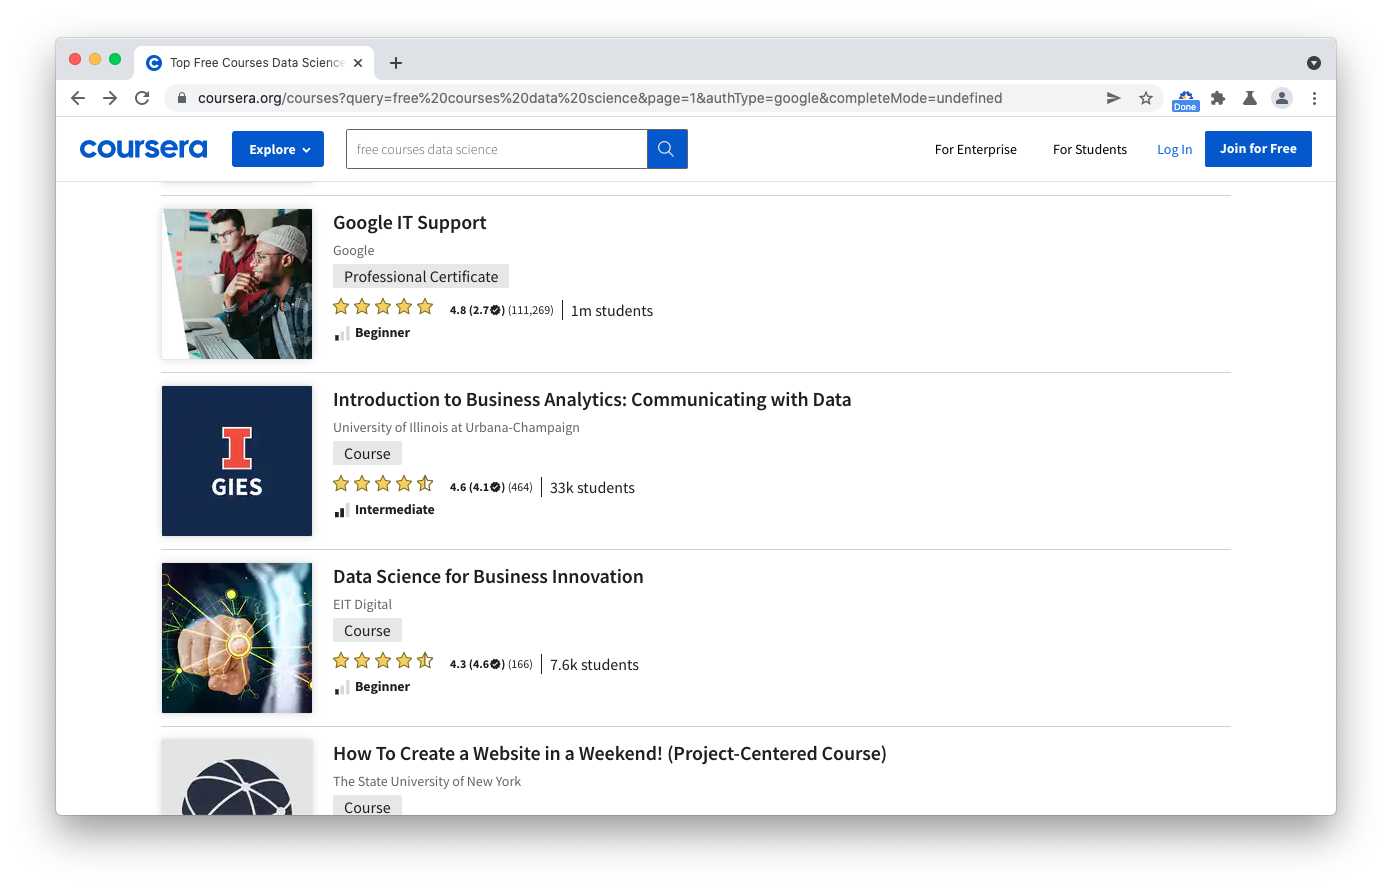 Top Free Courses Data Science
coursera.org/courses?query=free%20courses%20data%20science&page=1&authType=google&completeMode=undefined
Done
coursera
Explore
free courses data science
For Enterprise
For Students
Log In
Join for Free
Google IT Support
Google
Professional Certificate
4.8 (2.7) (111,269) 1m students
Beginner
I
GIES
Introduction to Business Analytics: Communicating with Data
University of Illinois at Urbana-Champaign
Course
4.6 (4.1) (464) 33k students
Intermediate
Data Science for Business Innovation
EIT Digital
Course
4.3 (4.6) (166) 7.6k students
Beginner
How To Create a Website in a Weekend! (Project-Centered Course)
The State University of New York
Course